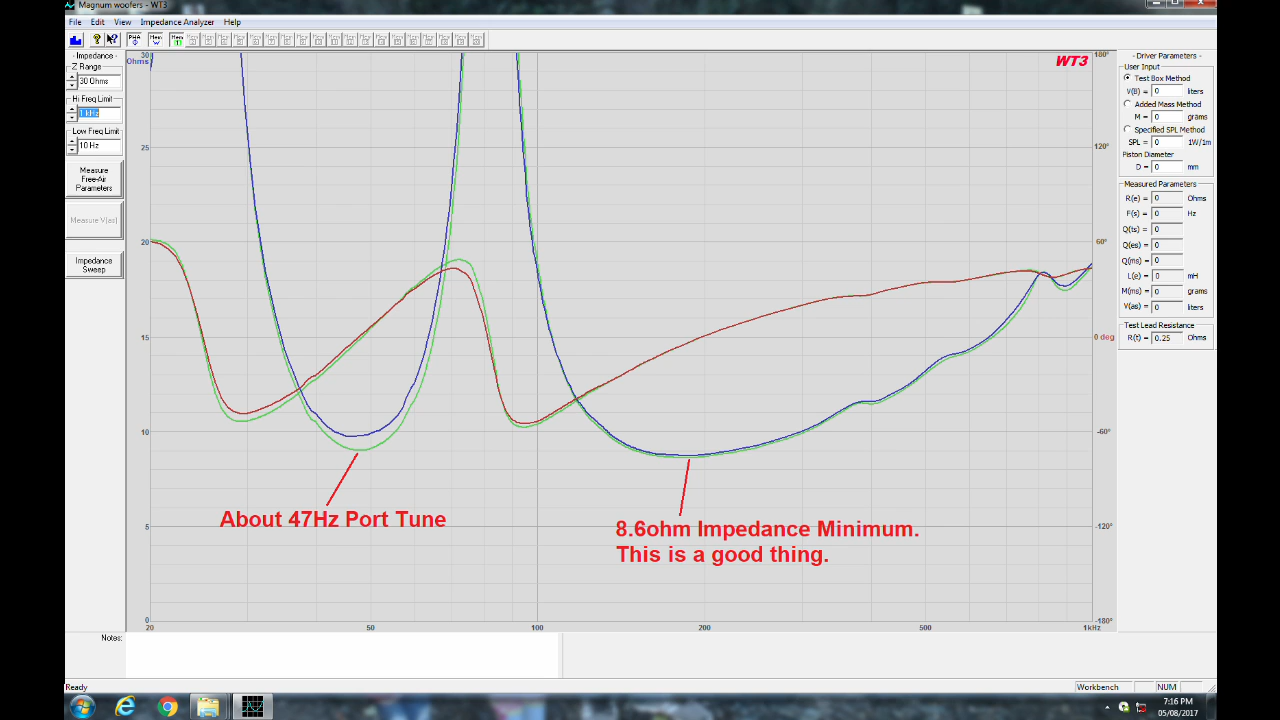 Magnum woofers - WT3
File Edit View Impedance Analyzer Help
- Impedance -
Z Range
30 Ohms
Hi Freq Limit
1 kHz
Low Freq Limit
10 Hz
Measure
Free-Air
Parameters
Measure V(as)
Impedance
Sweep
30
Ohms
25
20
15
10
5
0
20 50 100 200 500 1kHz
WT3
180°
120°
60°
0 deg
-60°
-120°
-180°
About 47Hz Port Tune
8.6ohm Impedance Minimum.
This is a good thing.
- Driver Parameters -
User Input
Test Box Method
V(B) = 0 liters
Added Mass Method
M = 0 grams
Specified SPL Method
SPL = 0 1W/1m
Piston Diameter
D = 0 mm
Measured Parameters
R(e) = 0 Ohms
F(s) = 0 Hz
Q(ts) = 0
Q(es) = 0
Q(ms) = 0
L(e) = 0 mH
M(ms) = 0 grams
V(as) = 0 liters
Test Lead Resistance
R(t) = 0.25 Ohms
Notes:
Ready
Workbench NUM
7:16 PM
05/08/2017